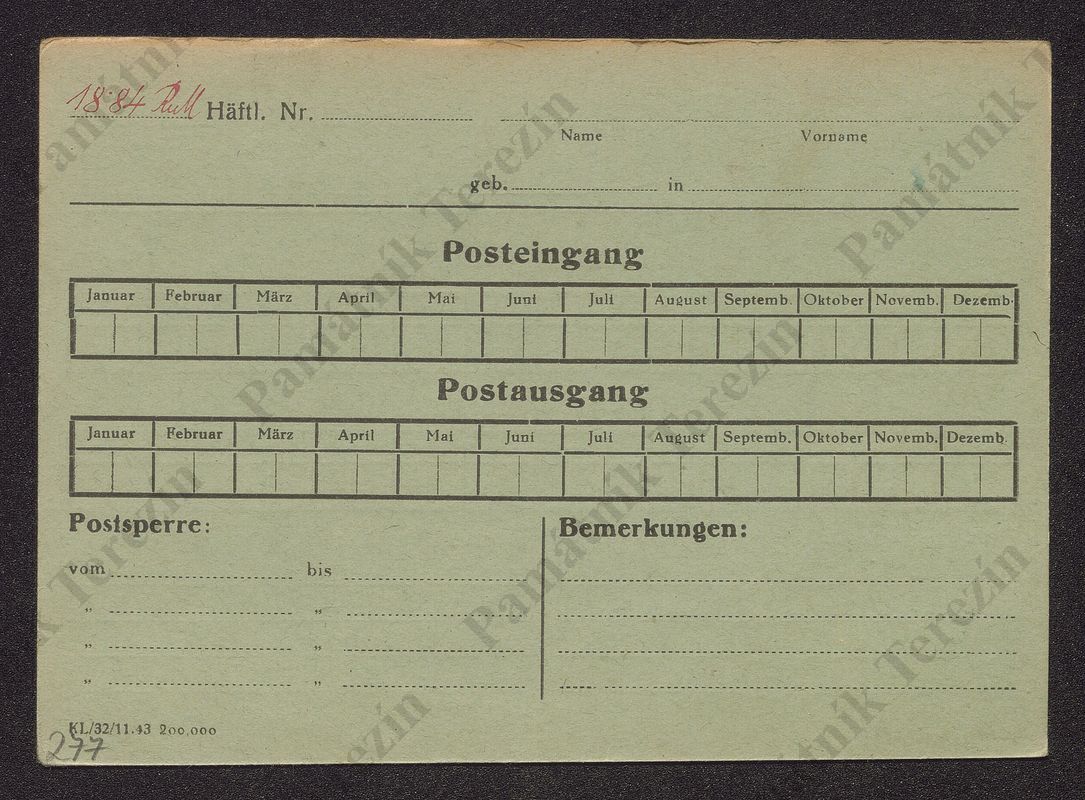 18784 Häftl. Nr.
Name Vorname
geb. in
Posteingang
Januar Februar März April Mai Juni Juli August Septemb. Oktober Novemb. Dezemb.
Postausgang
Januar Februar März April Mai Juni Juli August Septemb. Oktober Novemb. Dezemb.
Postsperre: Bemerkungen:
vom bis
„ „
„ „
„ „
KL/32/11.43 200,000
277
Památník Terezín